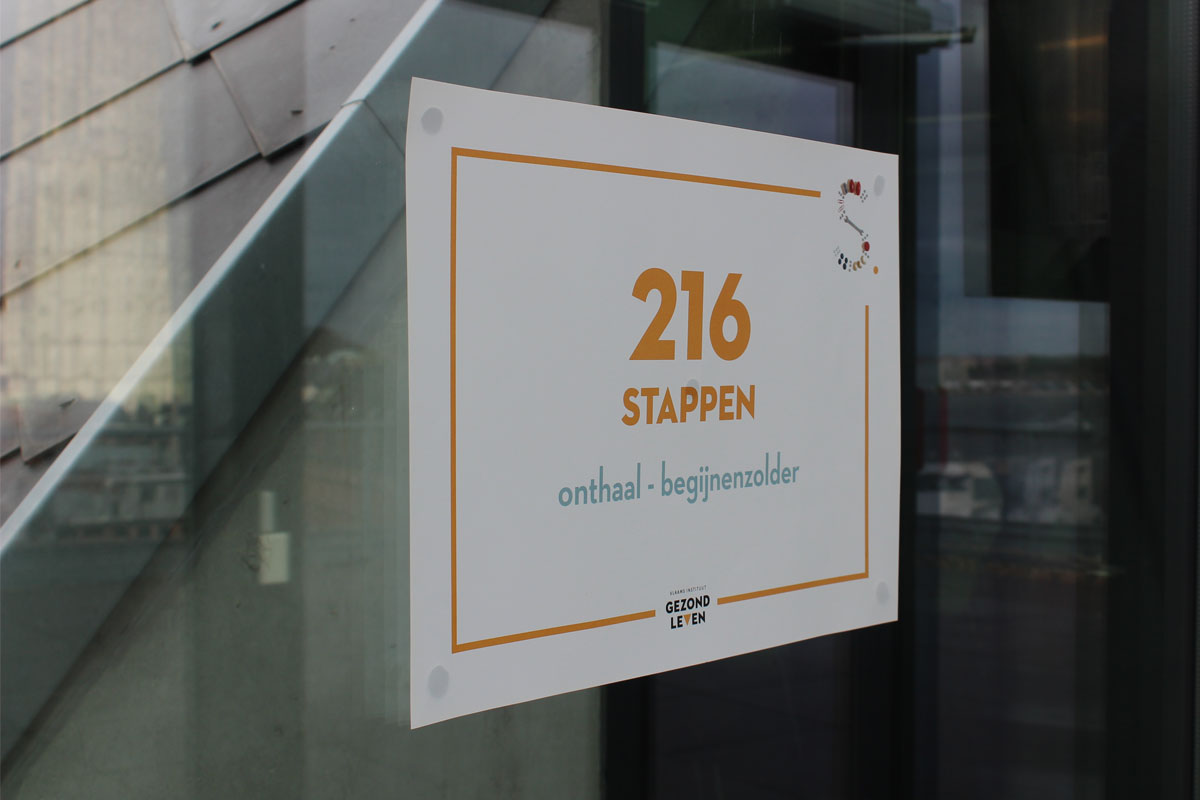 216
STAPPEN
onthaal - begijnenzolder
VLAAMS INSTITUUT
GEZOND
LEVEN